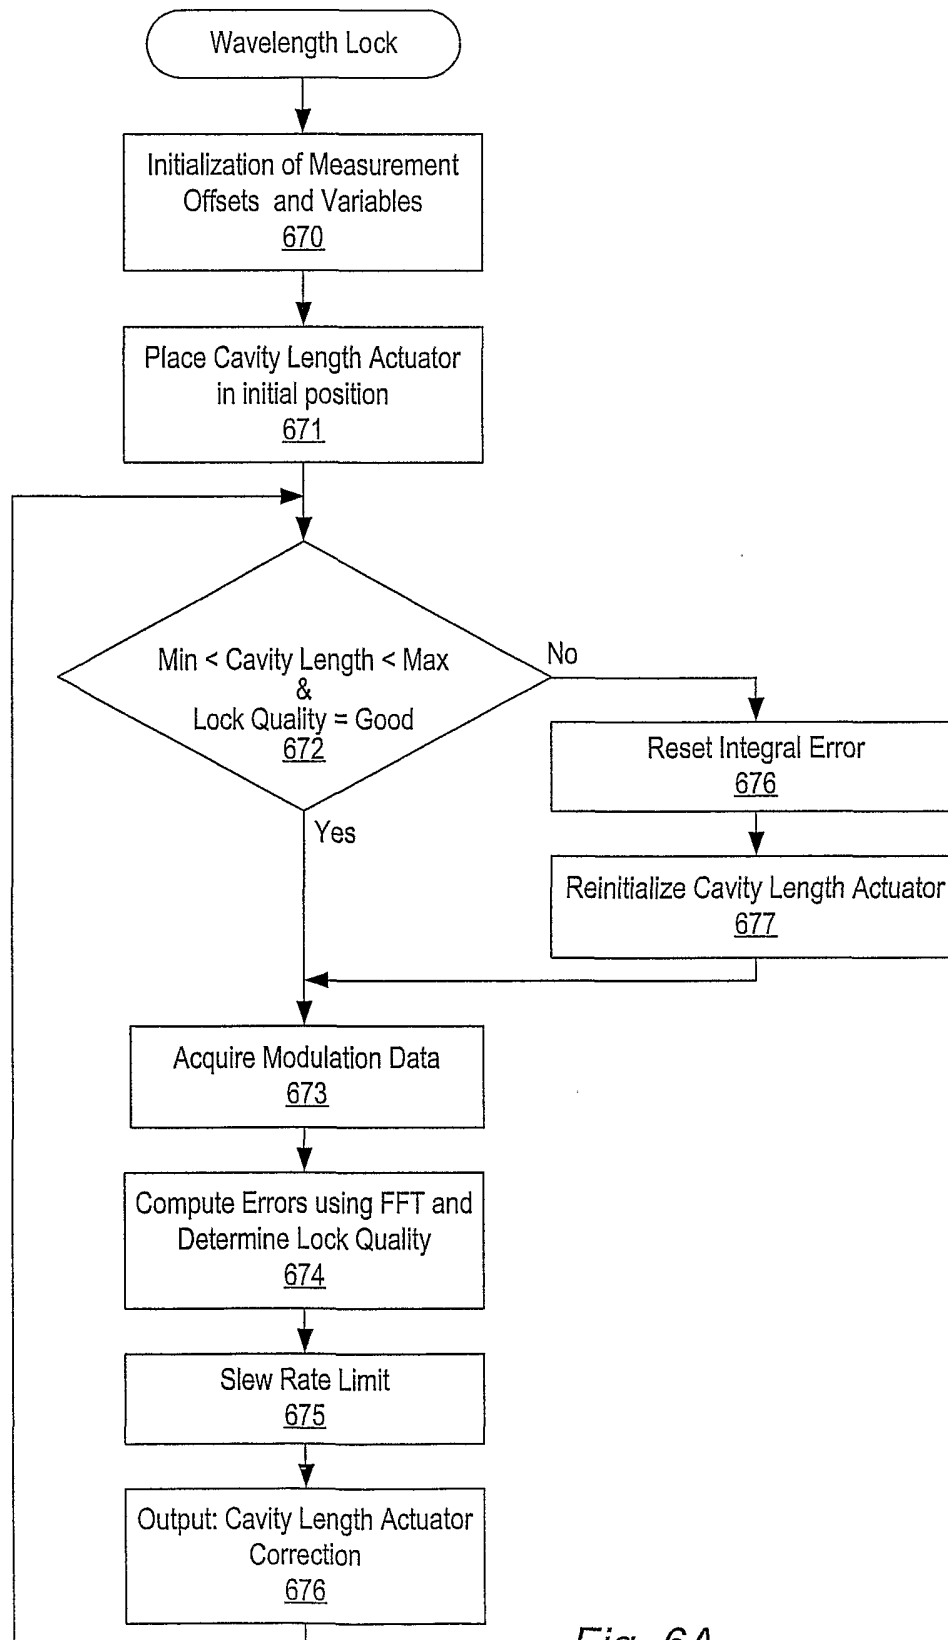 Wavelength Lock
Initialization of Measurement
Offsets and Variables
670
Place Cavity Length Actuator
in initial position
671
Min < Cavity Length < Max
&
Lock Quality = Good
672
No
Reset Integral Error
676
Yes
Reinitialize Cavity Length Actuator
677
Acquire Modulation Data
673
Compute Errors using FFT and
Determine Lock Quality
674
Slew Rate Limit
675
Output: Cavity Length Actuator
Correction
676
Fig. 6A